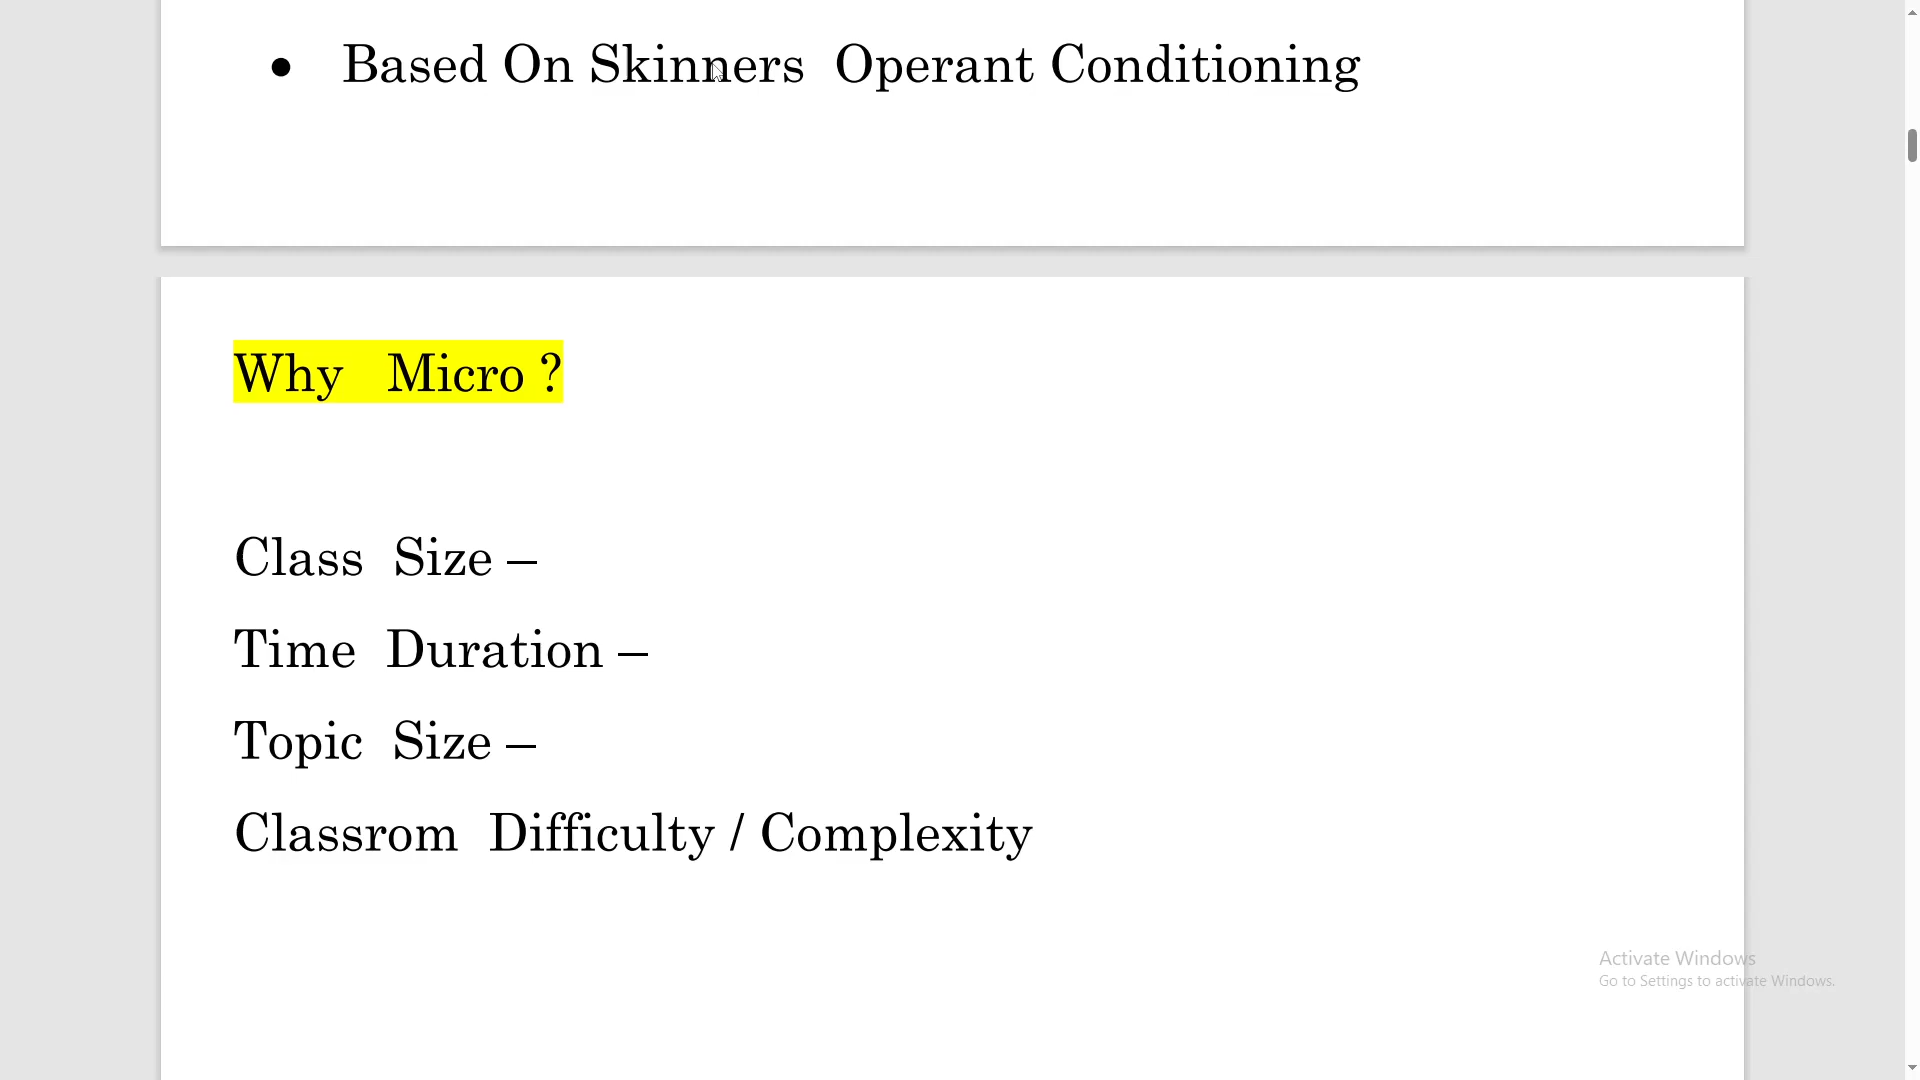 • Based On Skinners Operant Conditioning
Why Micro ?
Class Size –
Time Duration –
Topic Size –
Classrom Difficulty / Complexity
Activate Windows
Go to Settings to activate Windows.